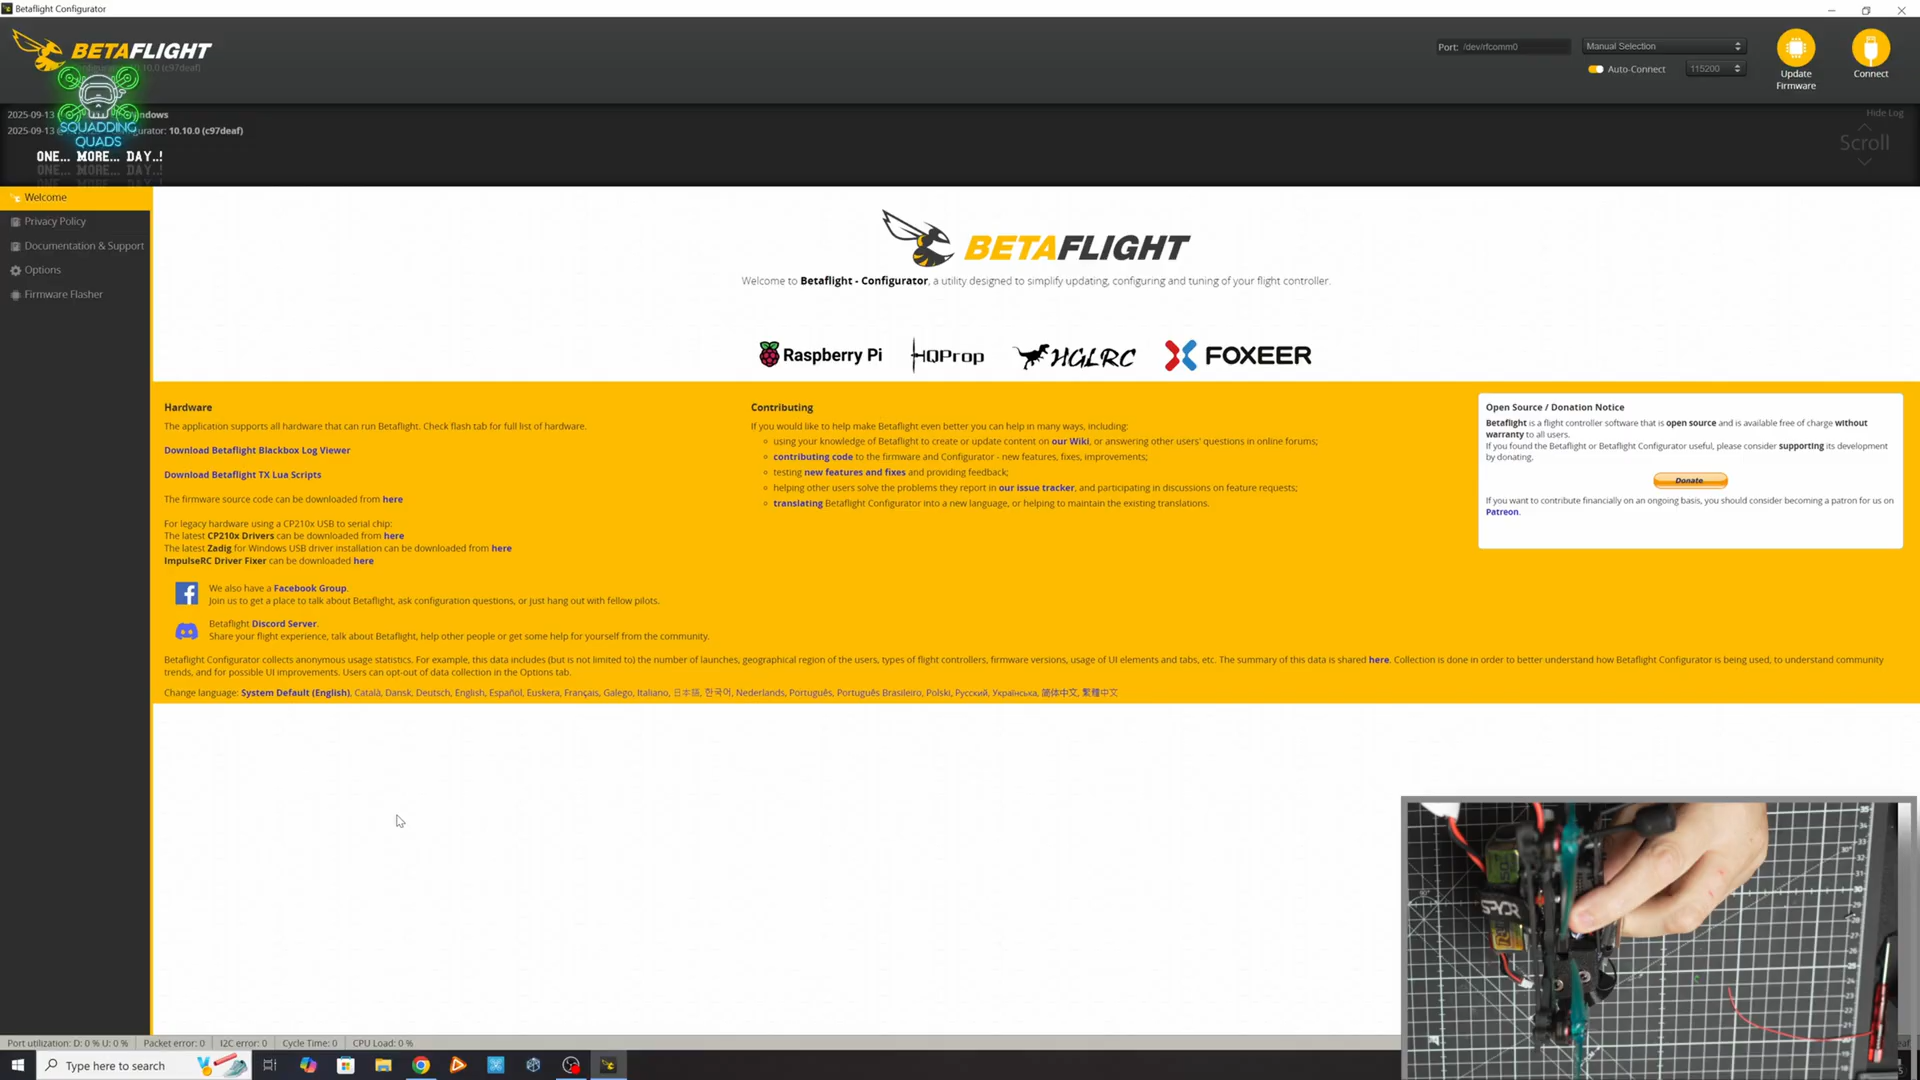 Betaflight Configurator
BETAFLIGHT
10.0 (c97deaf)
Port: /dev/rfcomm0
Manual Selection
Auto-Connect
115200
Update
Firmware
Connect
2025-09-13
Windows
Hide Log
SQUADDING
QUADS
2025-09-13
10.10.0 (c97deaf)
Scroll
ONE... MORE... DAY..!
Welcome
Privacy Policy
Documentation & Support
Options
Firmware Flasher
BETAFLIGHT
Welcome to Betaflight - Configurator, a utility designed to simplify updating, configuring and tuning of your flight controller.
Raspberry Pi
HQProp
HGLRC
FOXEER
Hardware
The application supports all hardware that can run Betaflight. Check flash tab for full list of hardware.
Download Betaflight Blackbox Log Viewer
Download Betaflight TX Lua Scripts
The firmware source code can be downloaded from here
For legacy hardware using a CP210x USB to serial chip:
The latest CP210x Drivers can be downloaded from here
The latest Zadig for Windows USB driver installation can be downloaded from here
ImpulseRC Driver Fixer can be downloaded here
We also have a Facebook Group.
Join us to get a place to talk about Betaflight, ask configuration questions, or just hang out with fellow pilots.
Betaflight Discord Server.
Share your flight experience, talk about Betaflight, help other people or get some help for yourself from the community.
Contributing
If you would like to help make Betaflight even better you can help in many ways, including:
using your knowledge of Betaflight to create or update content on our Wiki, or answering other users' questions in online forums;
contributing code to the firmware and Configurator - new features, fixes, improvements;
testing new features and fixes and providing feedback;
helping other users solve the problems they report in our issue tracker, and participating in discussions on feature requests;
translating Betaflight Configurator into a new language, or helping to maintain the existing translations.
Open Source / Donation Notice
Betaflight is a flight controller software that is open source and is available free of charge without
warranty to all users.
If you found the Betaflight or Betaflight Configurator useful, please consider supporting its development
by donating.
Donate
If you want to contribute financially on an ongoing basis, you should consider becoming a patron for us on
Patreon.
Betaflight Configurator collects anonymous usage statistics. For example, this data includes (but is not limited to) the number of launches, geographical region of the users, types of flight controllers, firmware versions, usage of UI elements and tabs, etc. The summary of this data is shared here. Collection is done in order to better understand how Betaflight Configurator is being used, to understand community
trends, and for possible UI improvements. Users can opt-out of data collection in the Options tab.
Change language: System Default (English), Català, Dansk, Deutsch, English, Español, Euskera, Français, Galego, Italiano, 日本語, 한국어, Nederlands, Português, Português Brasileiro, Polski, Русский, Українська, 简体中文, 繁體中文
SPYDR
Port utilization: D: 0 % U: 0 %
Packet error: 0
I2C error: 0
Cycle Time: 0
CPU Load: 0 %
Type here to search